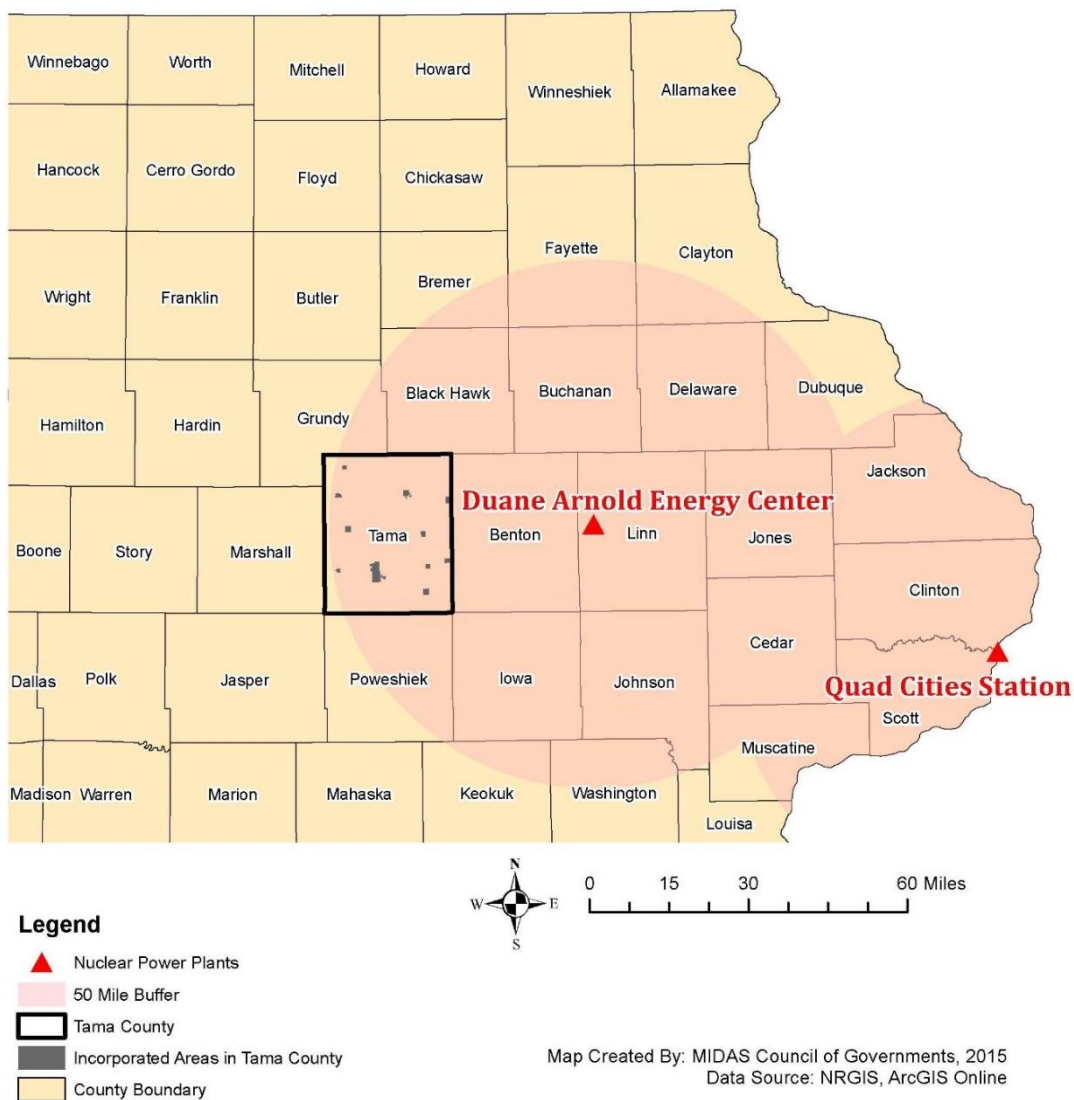 Winnebago
Worth
Mitchell
Howard
Winneshiek
Allamakee
Hancock
Cerro Gordo
Floyd
Chickasaw
Fayette
Clayton
Wright
Franklin
Butler
Bremer
Hamilton
Hardin
Grundy
Black Hawk
Buchanan
Delaware
Dubuque
Jackson
Duane Arnold Energy Center
Boone
Story
Marshall
Tama
Benton
Linn
Jones
Clinton
Cedar
Dallas
Polk
Jasper
Poweshiek
Iowa
Johnson
Quad Cities Station
Scott
Muscatine
Madison
Warren
Marion
Mahaska
Keokuk
Washington
Louisa
N
W
E
S
0 15 30 60 Miles
Legend
Nuclear Power Plants
50 Mile Buffer
Tama County
Incorporated Areas in Tama County
County Boundary
Map Created By: MIDAS Council of Governments, 2015
Data Source: NRGIS, ArcGIS Online